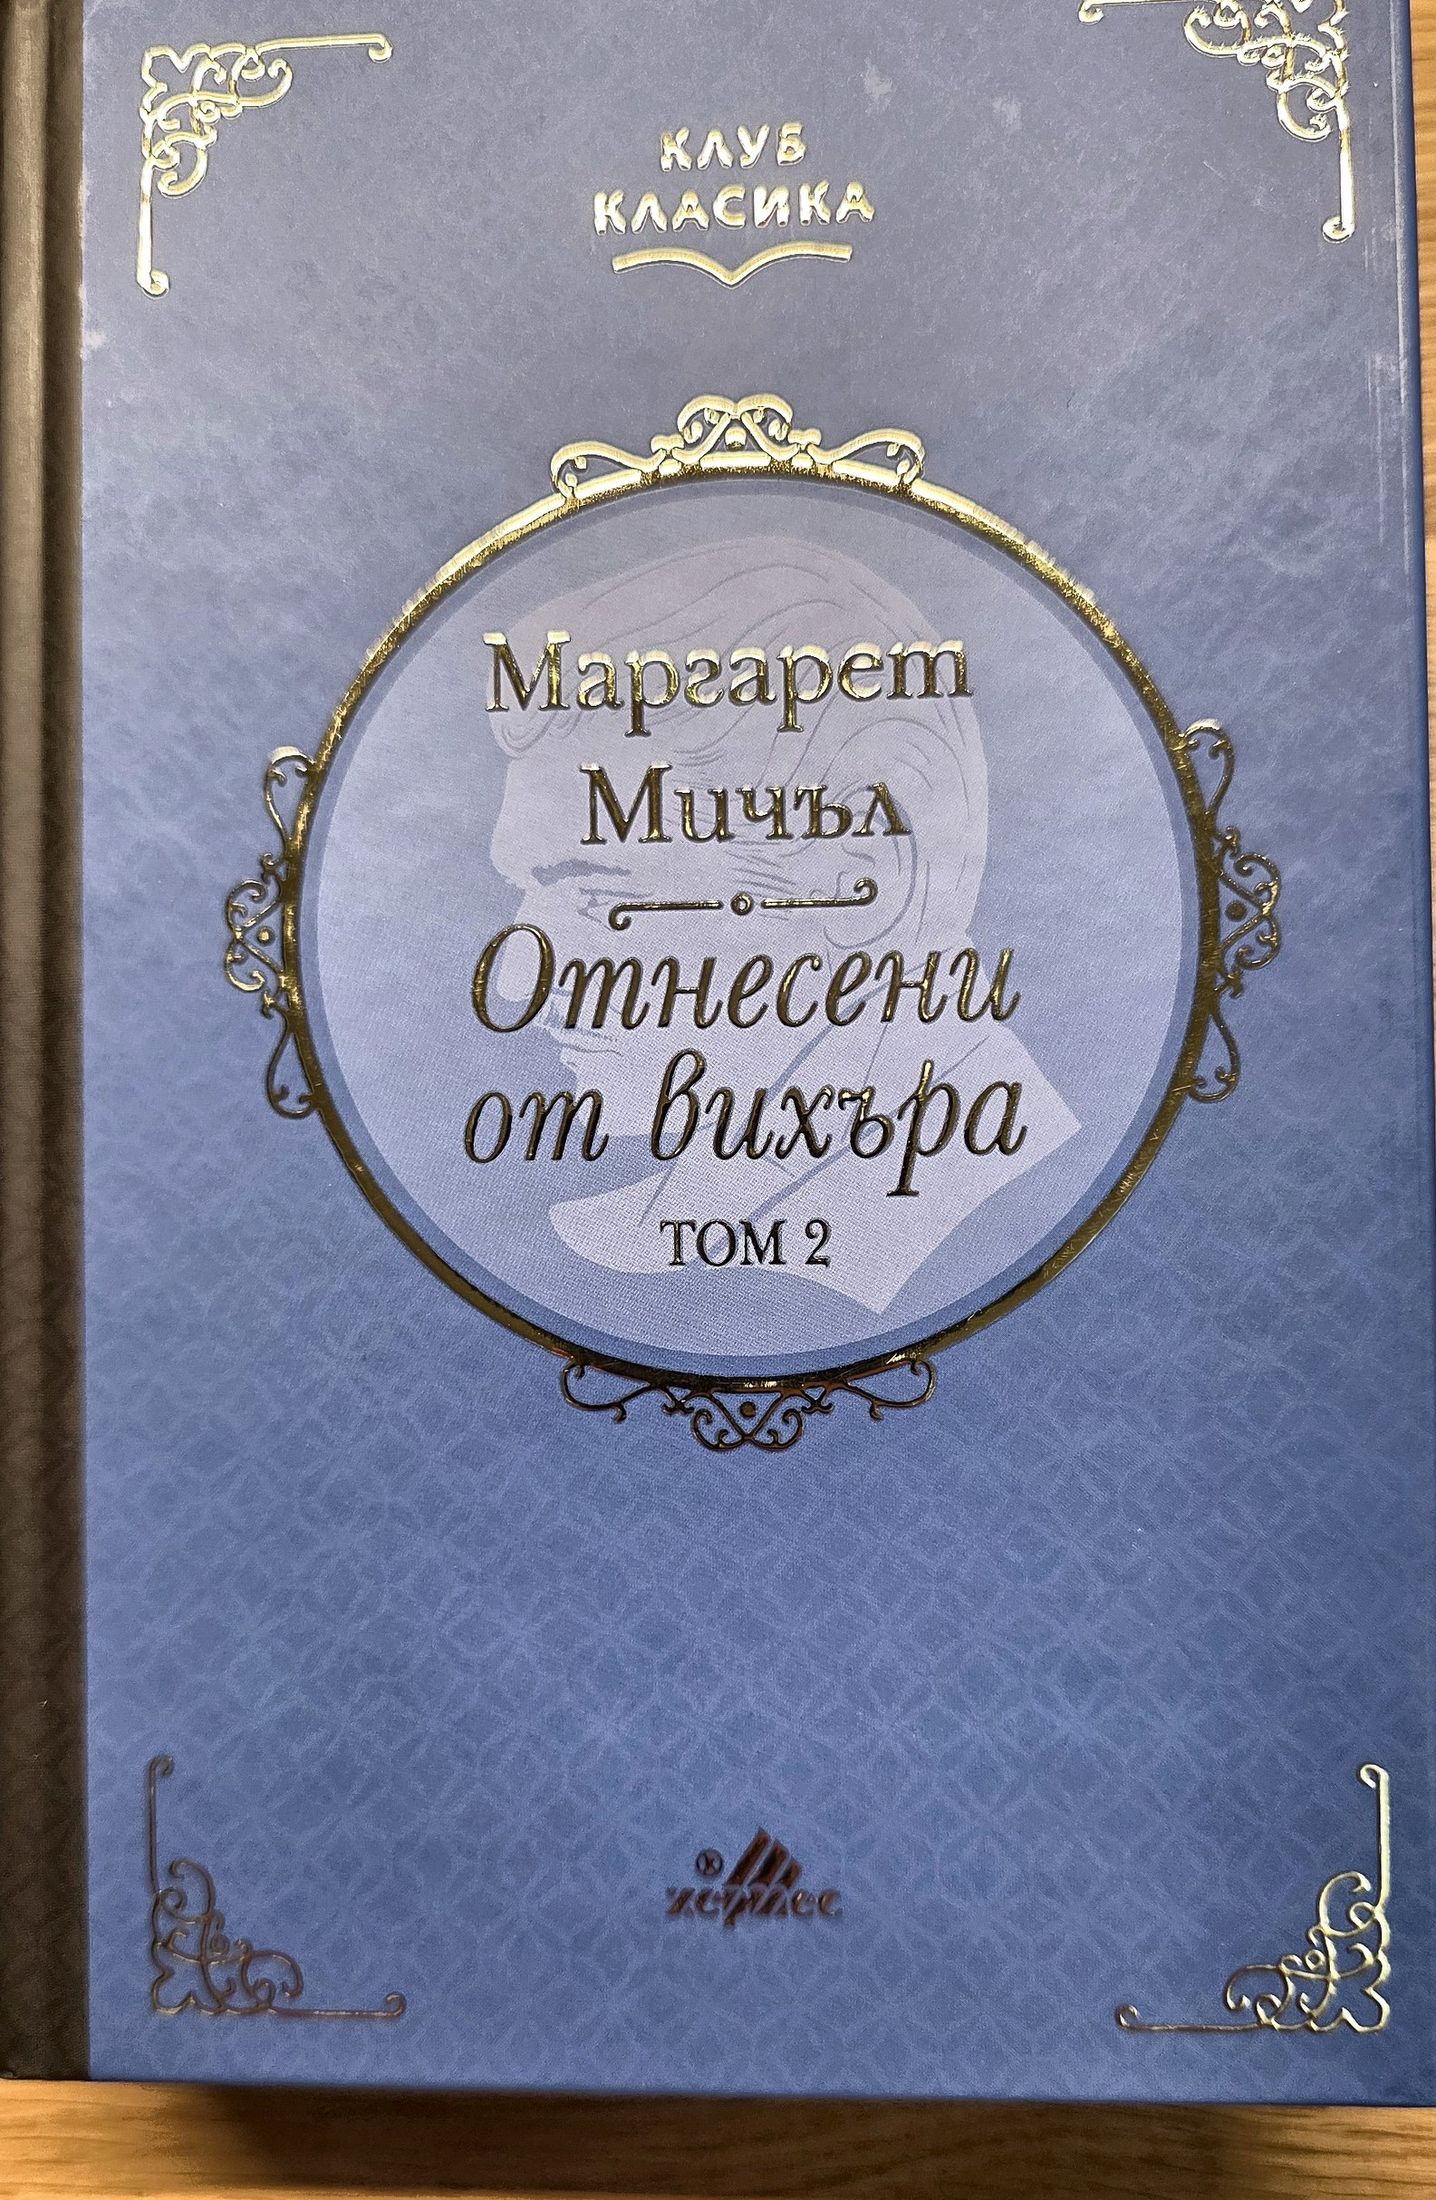 КЛУБ
КЛАСИКА
Маргарет
Мичъл
Отнесени
от вихъра
ТОМ 2
хермес